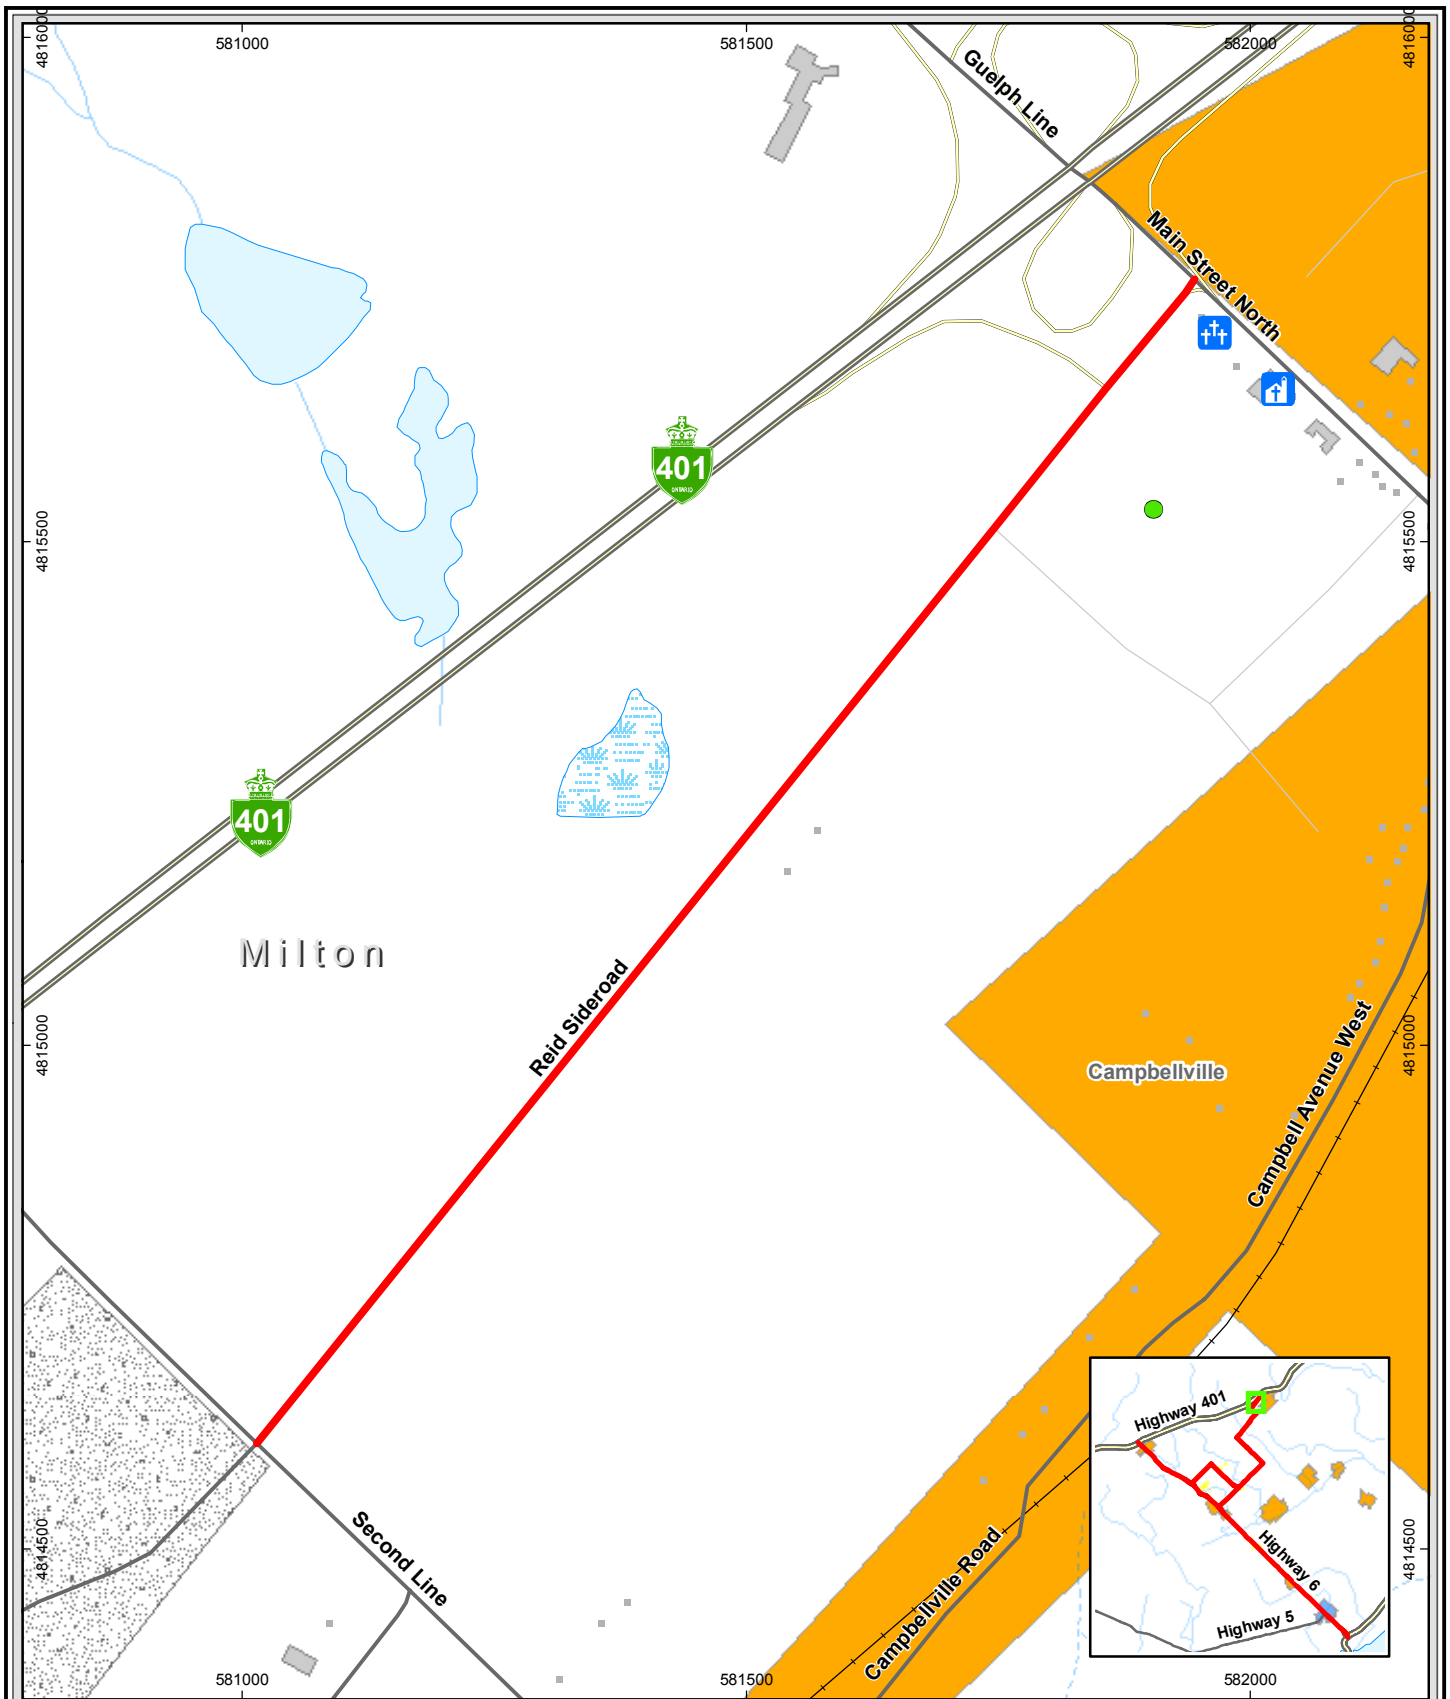 581000
581500
582000
4816000
4816000
Guelph Line
Main Street North
401
ONTARIO
4815500
4815500
401
ONTARIO
Milton
Reid Sideroad
4815000
4815000
Campbellville
Campbell Avenue West
Highway 401
Highway 6
Highway 5
4814500
4814500
Second Line
Campbellville Road
581000
581500
582000